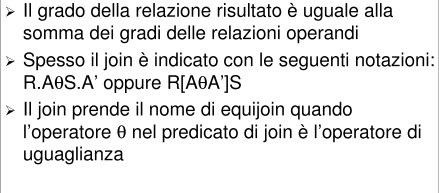 ➢ Il grado della relazione risultato è uguale alla
somma dei gradi delle relazioni operandi
➢ Spesso il join è indicato con le seguenti notazioni:
R.AθS.A' oppure R[AθA']S
➢ Il join prende il nome di equijoin quando
l'operatore θ nel predicato di join è l'operatore di
uguaglianza